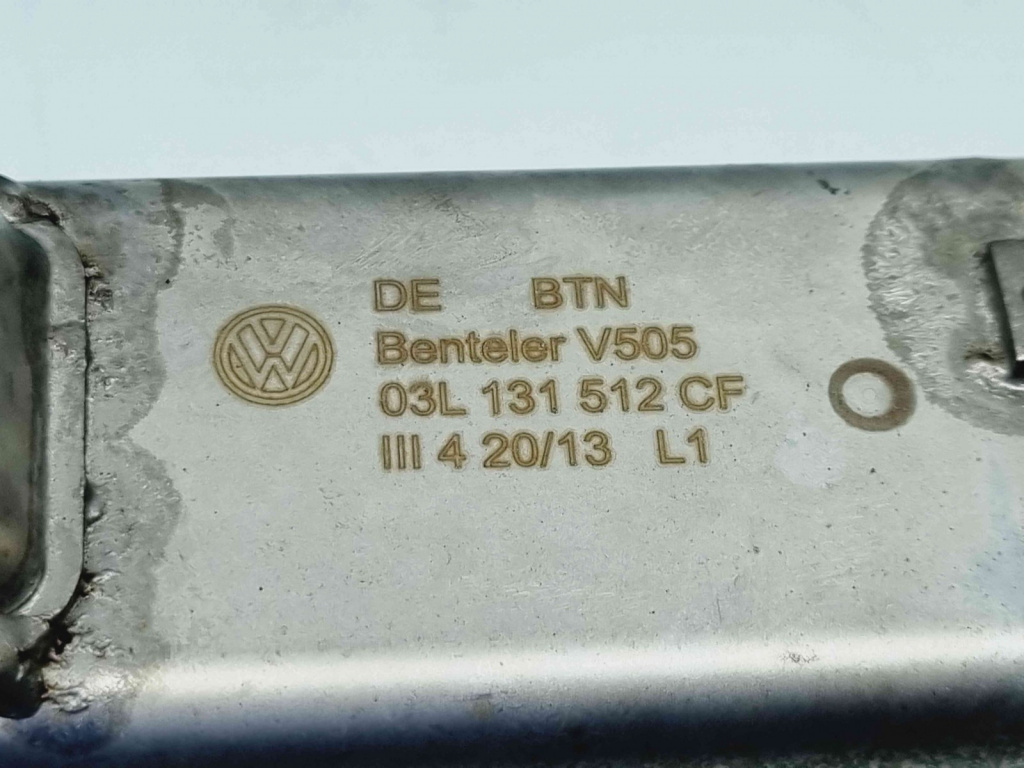 DE BTN
Benteler V505
03L 131 512 CF
III 4 20/13 L1